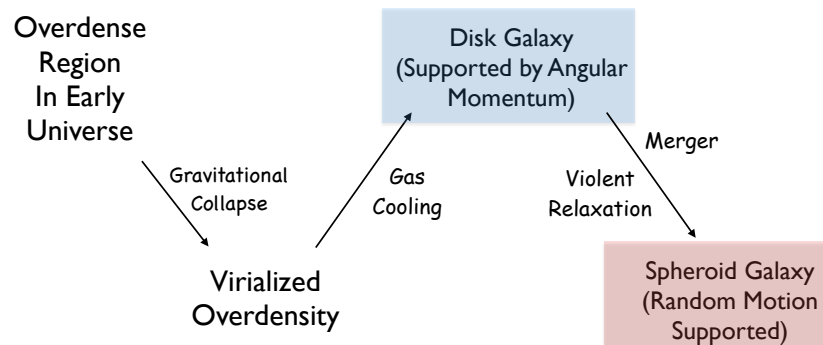 Overdense
Region
In Early
Universe
Gravitational
Collapse
Virialized
Overdensity
Gas
Cooling
Disk Galaxy
(Supported by Angular
Momentum)
Merger
Violent
Relaxation
Spheroid Galaxy
(Random Motion
Supported)